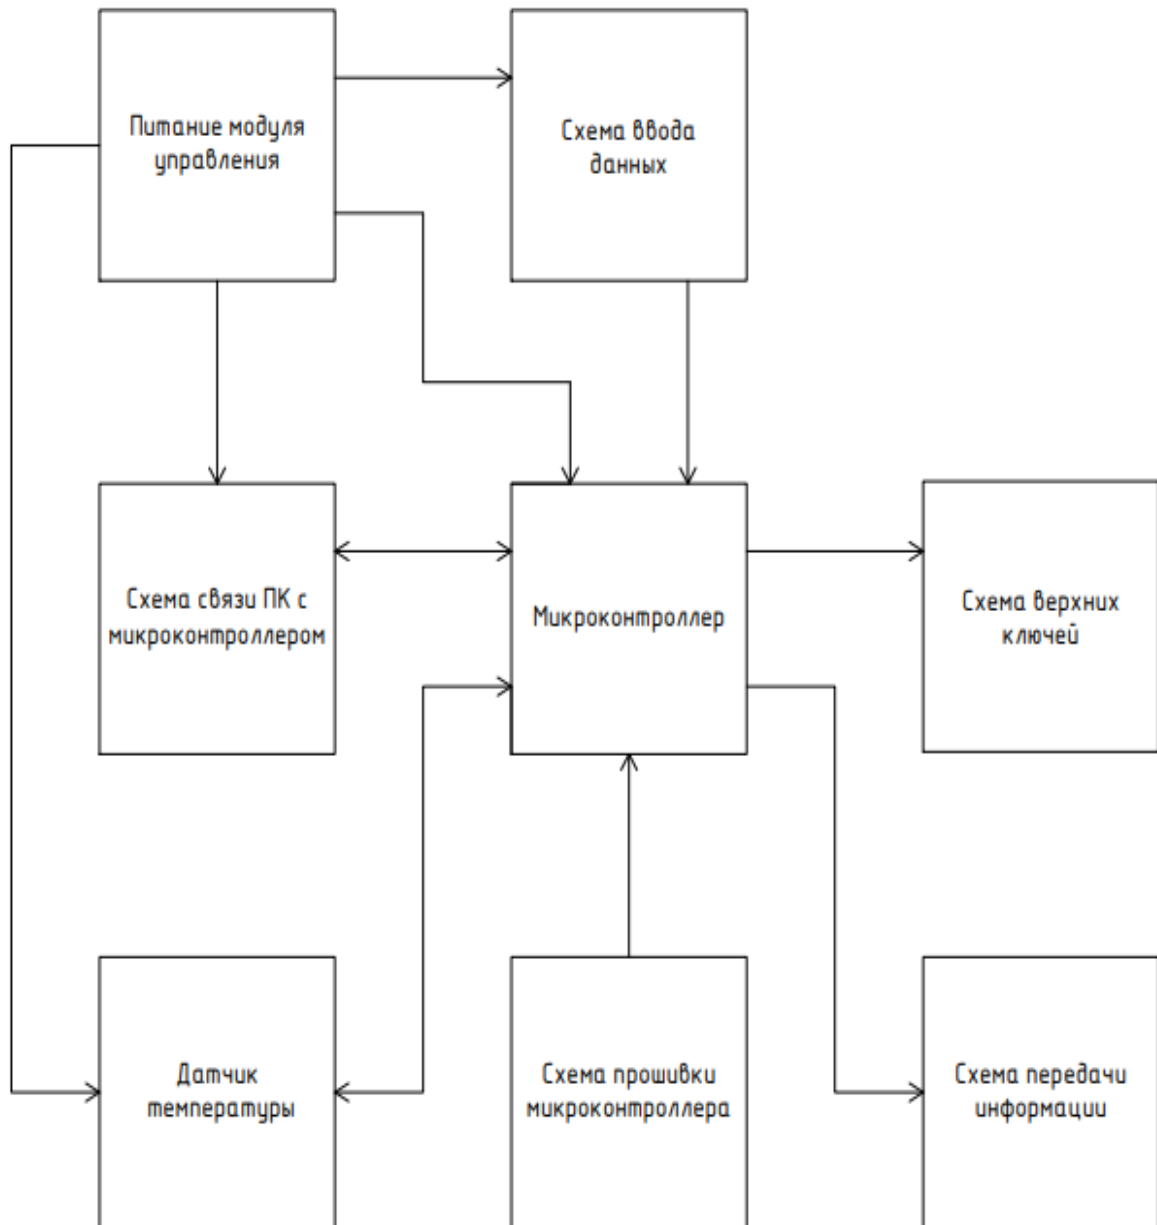 Питание модуля
управления
Схема ввода
данных
Схема связи ПК с
микроконтроллером
Микроконтроллер
Схема верхних
ключей
Датчик
температуры
Схема прошивки
микроконтроллера
Схема передачи
информации